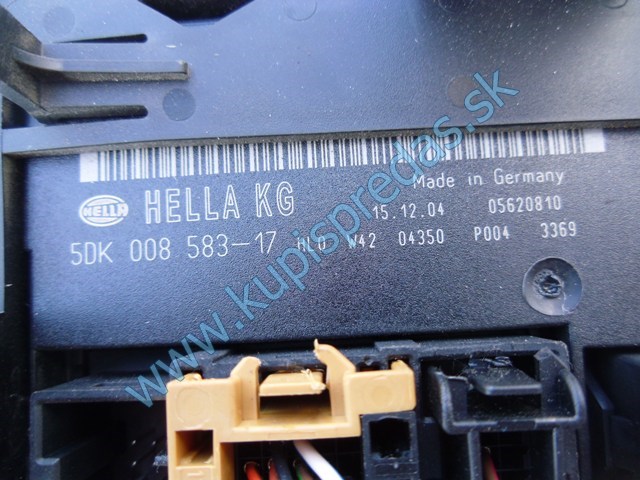 HELLA
HELLA KG
Made in Germany
15.12.04 05620810
5DK 008 583-17 HL0 W42 04350 P004 3369
www.kupispredas.sk